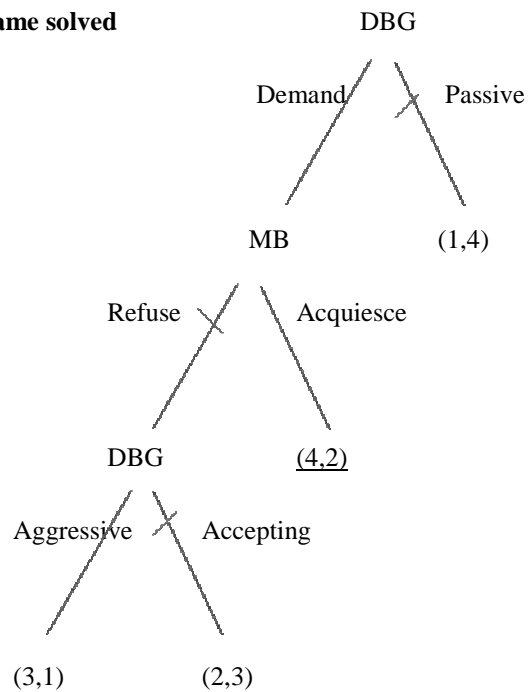 ame solved DBG
Demand Passive
MB (1,4)
Refuse Acquiesce
DBG (4,2)
Aggressive Accepting
(3,1) (2,3)